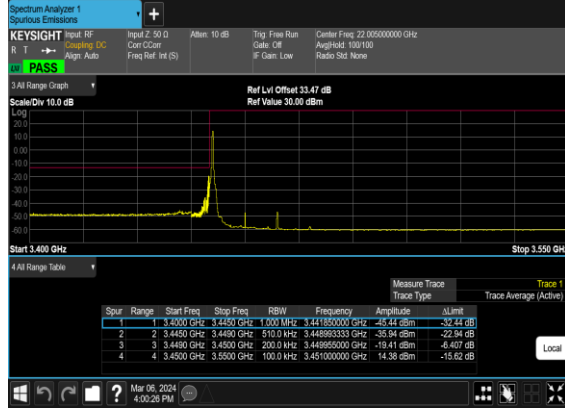 Spectrum Analyzer 1
Spurious Emissions
+
KEYSIGHT Input: RF Input Z: 50 Ω Atten: 10 dB Trig: Free Run Center Freq: 22.005000000 GHz
R T Coupling: DC Corr CCorr Gate: Off Avg|Hold: 100/100
Align: Auto Freq Ref: Int (S) IF Gain: Low Radio Std: None
PASS
3 All Range Graph
Ref Lvl Offset 33.47 dB
Scale/Div 10.0 dB Ref Value 30.00 dBm
Log
20.0
10.0
0.00
-10.0
-20.0
-30.0
-40.0
-50.0
-60.0
Start 3.400 GHz Stop 3.550 GH
4 All Range Table
Measure Trace Trace 1
Trace Type Trace Average (Active)
Spur Range Start Freq Stop Freq RBW Frequency Amplitude ΔLimit
1 1 3.4000 GHz 3.4450 GHz 1.000 MHz 3.441850000 GHz -45.44 dBm -32.44 dB
2 2 3.4450 GHz 3.4490 GHz 510.0 kHz 3.448993333 GHz -35.94 dBm -22.94 dB
3 3 3.4490 GHz 3.4500 GHz 200.0 kHz 3.449955000 GHz -19.41 dBm -6.407 dB
4 4 3.4500 GHz 3.5500 GHz 100.0 kHz 3.451000000 GHz 14.38 dBm -15.62 dB
Local
? Mar 06, 2024
4:00:26 PM